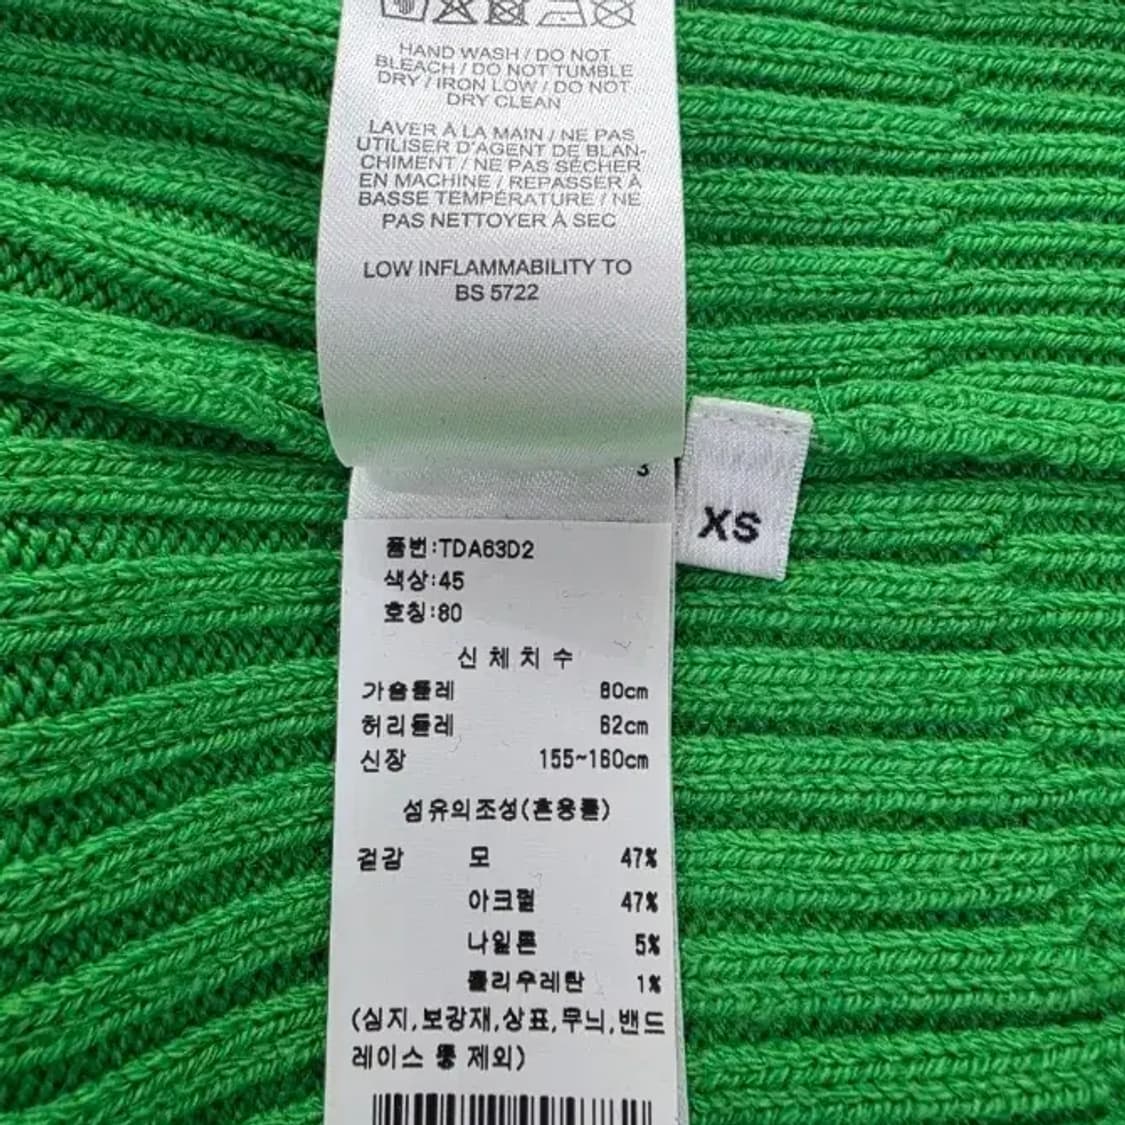 HAND WASH / DO NOT
BLEACH / DO NOT TUMBLE
DRY / IRON LOW / DO NOT
DRY CLEAN
LAVER À LA MAIN / NE PAS
UTILISER D'AGENT DE BLAN-
CHIMENT / NE PAS SÉCHER
EN MACHINE / REPASSER À
BASSE TEMPÉRATURE / NE
PAS NETTOYER À SEC
LOW INFLAMMABILITY TO
BS 5722
3
XS
품번:TDA63D2
색상:45
호칭:80
신 체 치 수
가슴둘레 80cm
허리둘레 62cm
신장 155~160cm
섬유의조성(혼용률)
겉감 모 47%
아크릴 47%
나일론 5%
폴리우레탄 1%
(심지,보강재,상표,무늬,밴드
레이스 등 제외)